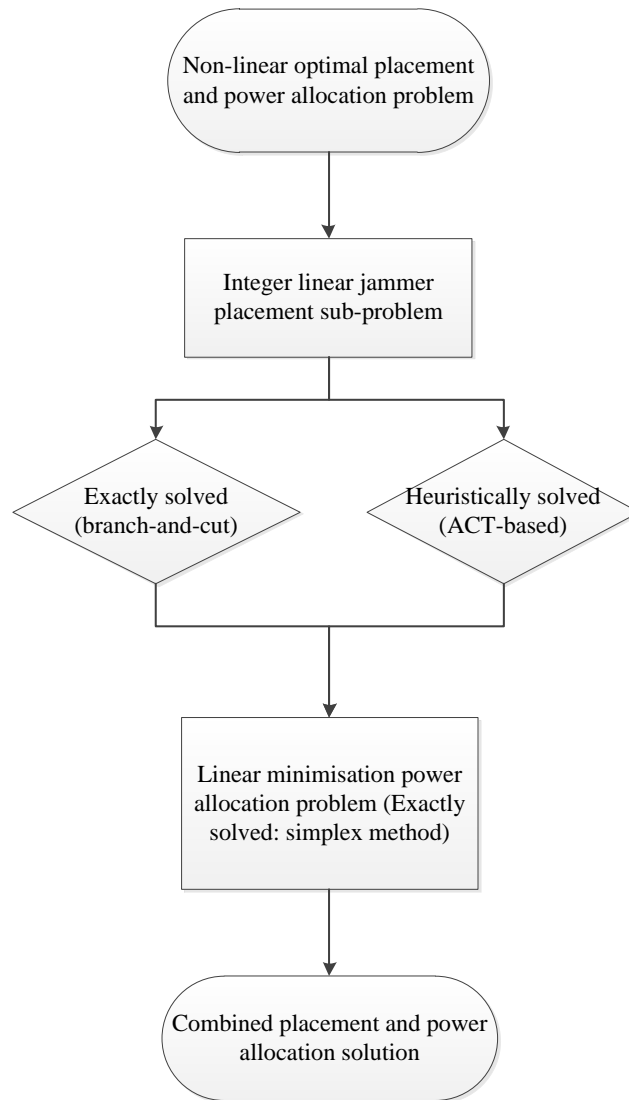 Non-linear optimal placement
and power allocation problem
Integer linear jammer
placement sub-problem
Exactly solved
(branch-and-cut)
Heuristically solved
(ACT-based)
Linear minimisation power
allocation problem (Exactly
solved: simplex method)
Combined placement and power
allocation solution